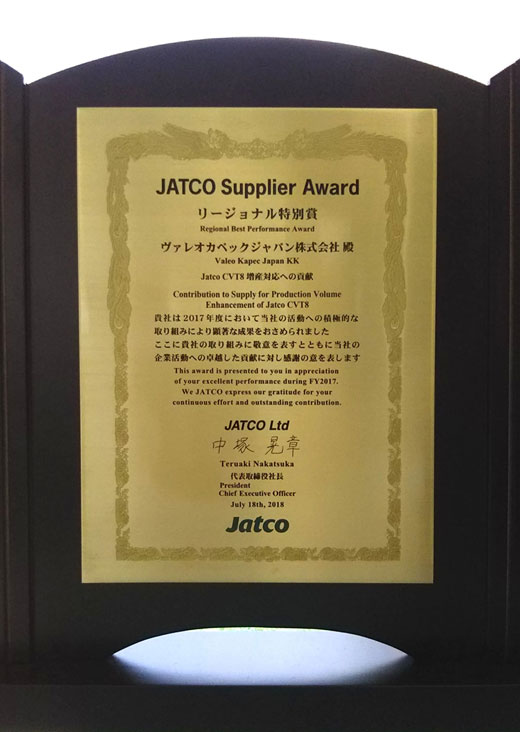 JATCO Supplier Award
リージョナル特別賞
Regional Best Performance Award
ヴァレオカペックジャパン株式会社 殿
Valeo Kapec Japan KK
Jatco CVT8 増産対応への貢献
Contribution to Supply for Production Volume
Enhancement of Jatco CVT8
貴社は2017年度において当社の活動への積極的な
取り組みにより顕著な成果をおさめられました
ここに貴社の取り組みに敬意を表すとともに当社の
企業活動への卓越した貢献に対し感謝の意を表します
This award is presented to you in appreciation
of your excellent performance during FY2017.
We JATCO express our gratitude for your
continuous effort and outstanding contribution.
JATCO Ltd
中塚 晃章
Teruaki Nakatsuka
代表取締役社長
President
Chief Executive Officer
July 18th, 2018
Jatco